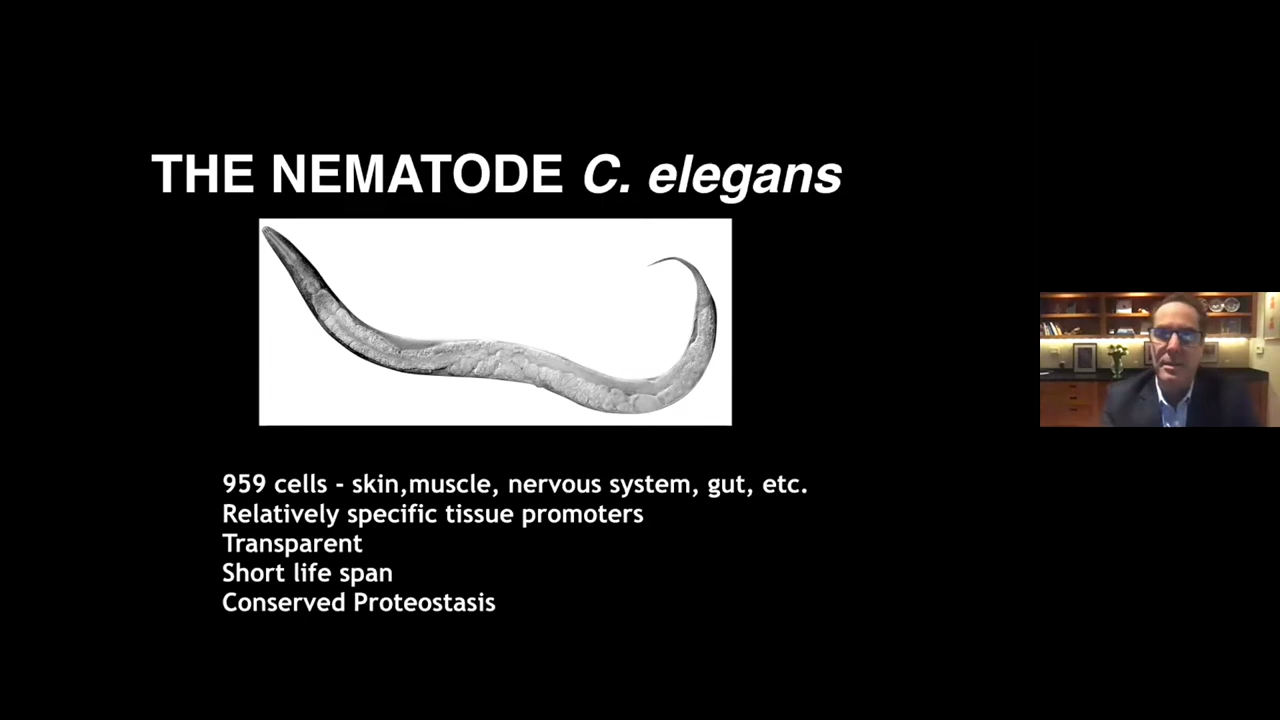 THE NEMATODE C. elegans
959 cells - skin,muscle, nervous system, gut, etc.
Relatively specific tissue promoters
Transparent
Short life span
Conserved Proteostasis